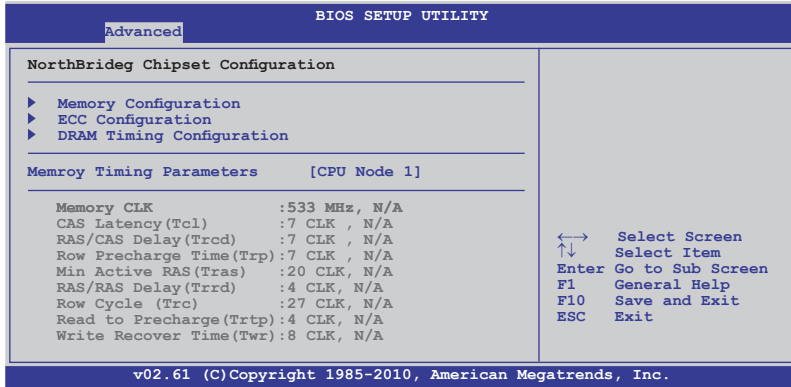 BIOS SETUP UTILITY
Advanced
NorthBrideg Chipset Configuration
Memory Configuration
ECC Configuration
DRAM Timing Configuration
Memroy Timing Parameters [CPU Node 1]
Memory CLK :533 MHz, N/A
CAS Latency(Tcl) :7 CLK , N/A
RAS/CAS Delay(Trcd) :7 CLK , N/A
Row Precharge Time(Trp):7 CLK , N/A
Min Active RAS(Tras) :20 CLK, N/A
RAS/RAS Delay(Trrd) :4 CLK, N/A
Row Cycle (Trc) :27 CLK, N/A
Read to Precharge(Trtp):4 CLK, N/A
Write Recover Time(Twr):8 CLK, N/A
←→ Select Screen
↑↓ Select Item
Enter Go to Sub Screen
F1 General Help
F10 Save and Exit
ESC Exit
v02.61 (C)Copyright 1985-2010, American Megatrends, Inc.